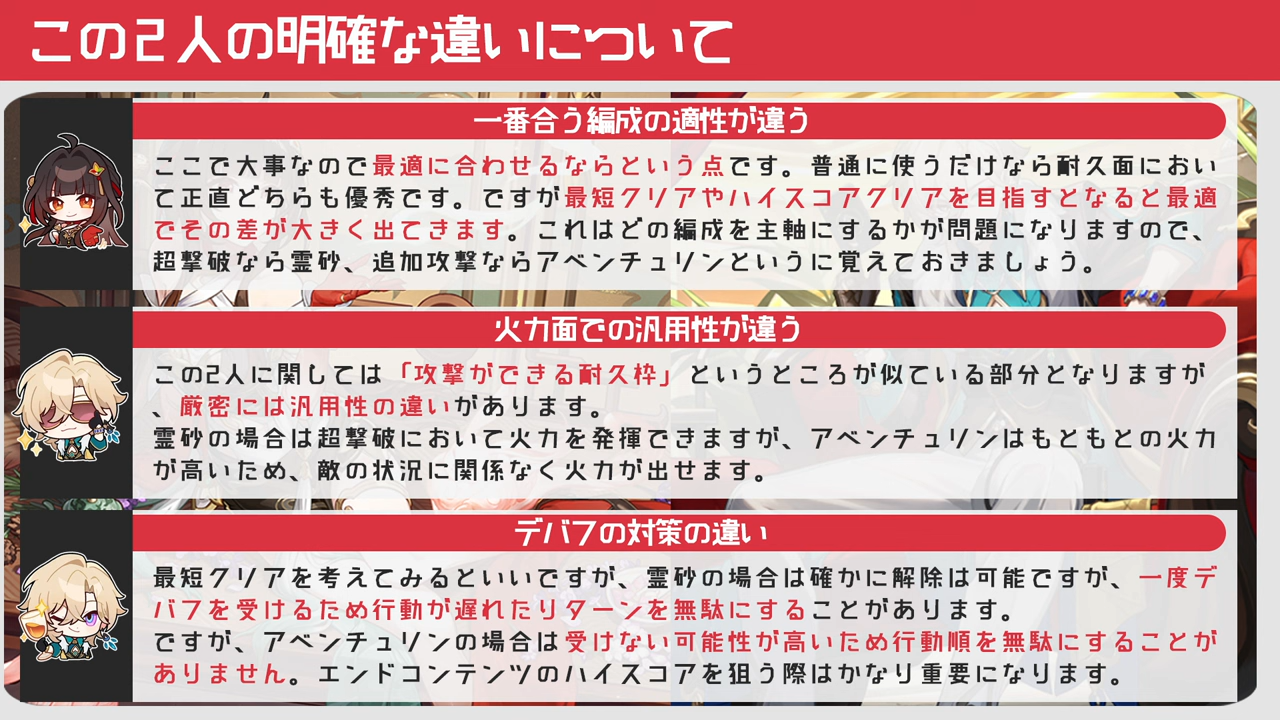 この2人の明確な違いについて
一番合う編成の適性が違う
ここで大事なので最適に合わせるならという点です。普通に使うだけなら耐久面におい
て正直どちらも優秀です。ですが最短クリアやハイスコアクリアを目指すとなると最適
でその差が大きく出てきます。これはどの編成を主軸にするかが問題になりますので、
超撃破なら霊砂、追加攻撃ならアベンチュリンというに覚えておきましょう。
火力面での汎用性が違う
この2人に関しては「攻撃ができる耐久枠」というところが似ている部分となりますが
、厳密には汎用性の違いがあります。
霊砂の場合は超撃破において火力を発揮できますが、アベンチュリンはもともとの火力
が高いため、敵の状況に関係なく火力が出せます。
デバフの対策の違い
最短クリアを考えてみるといいですが、霊砂の場合は確かに解除は可能ですが、一度デ
バフを受けるため行動が遅れたりターンを無駄にすることがあります。
ですが、アベンチュリンの場合は受けない可能性が高いため行動順を無駄にすることが
ありません。エンドコンテンツのハイスコアを狙う際はかなり重要になります。